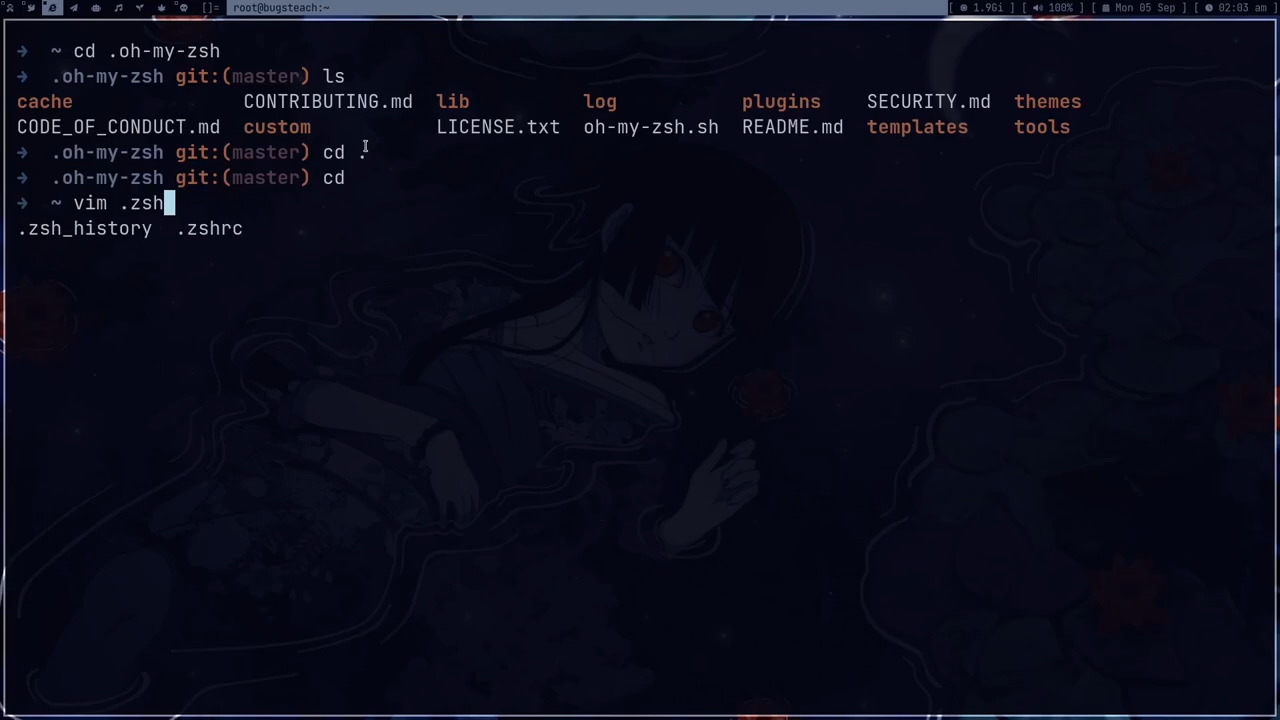 []= root@bugsteach:~ [ 1.9Gi ] [ 100% ] [ Mon 05 Sep ] [ 02:03 am ]
→ ~ cd .oh-my-zsh
→ .oh-my-zsh git:(master) ls
cache CONTRIBUTING.md lib log plugins SECURITY.md themes
CODE_OF_CONDUCT.md custom LICENSE.txt oh-my-zsh.sh README.md templates tools
→ .oh-my-zsh git:(master) cd .
→ .oh-my-zsh git:(master) cd
→ ~ vim .zsh
.zsh_history .zshrc